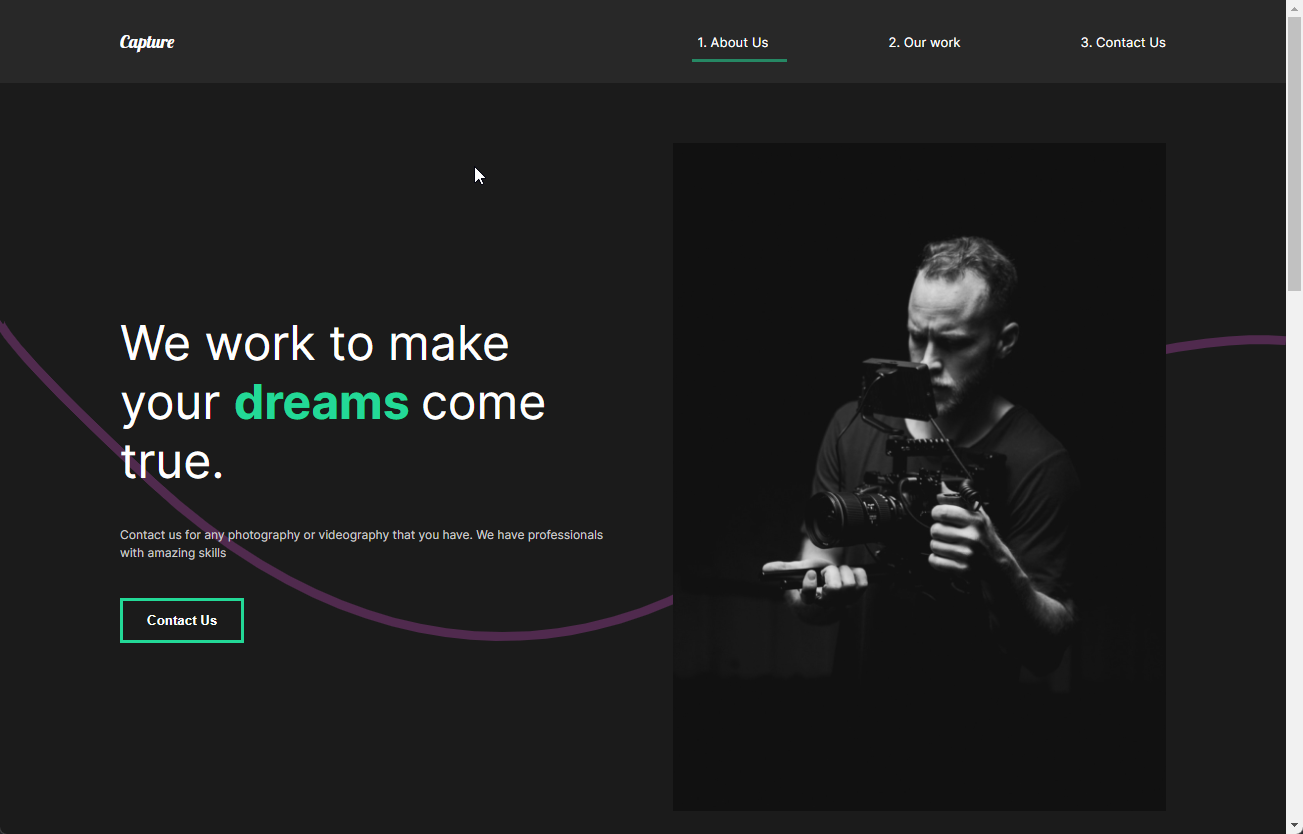 Capture
1. About Us
2. Our work
3. Contact Us
We work to make
your dreams come
true.
Contact us for any photography or videography that you have. We have professionals
with amazing skills
Contact Us